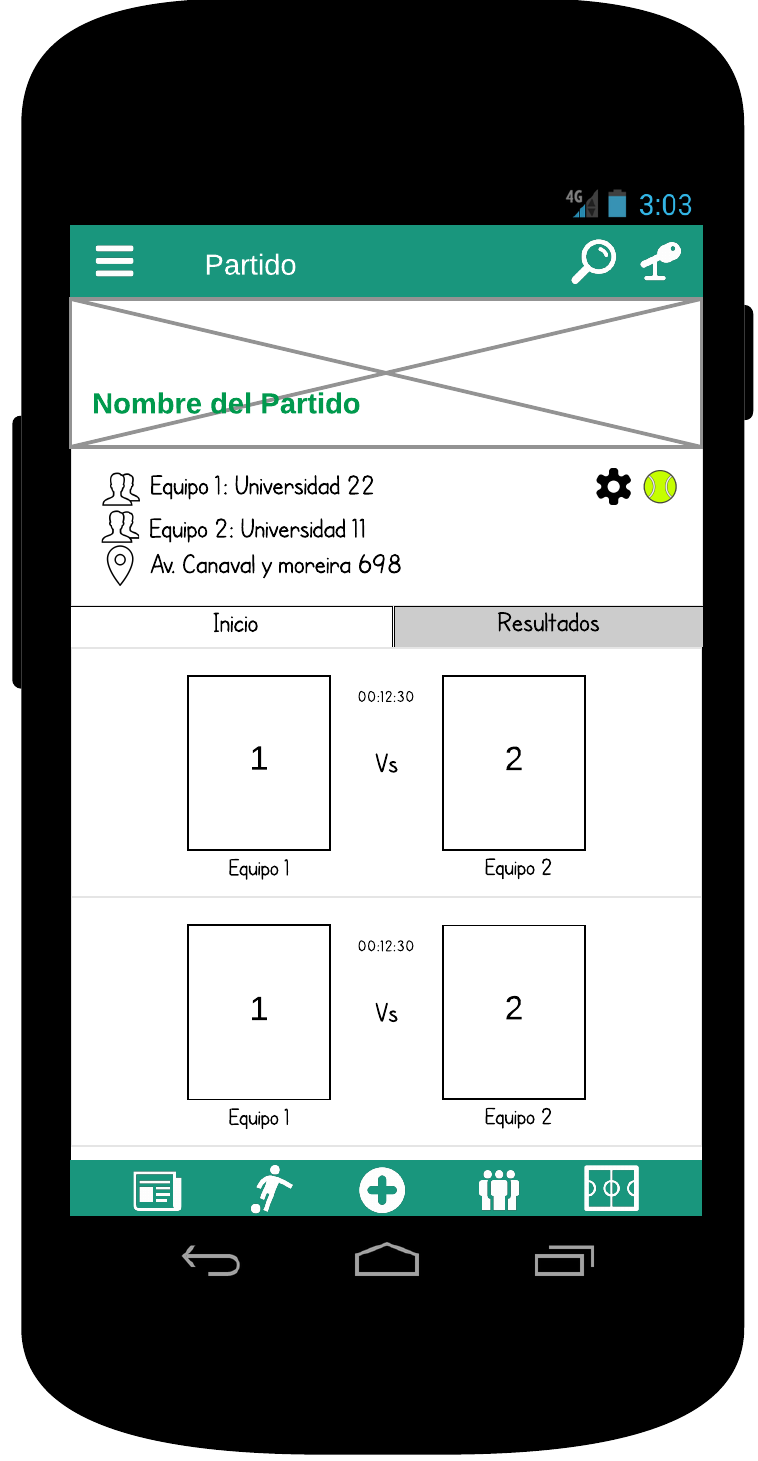 4G 3:03
Partido
Nombre del Partido
Equipo 1: Universidad 22
Equipo 2: Universidad 11
Av. Canaval y moreira 698
Inicio Resultados
00:12:30
1 Vs 2
Equipo 1 Equipo 2
00:12:30
1 Vs 2
Equipo 1 Equipo 2